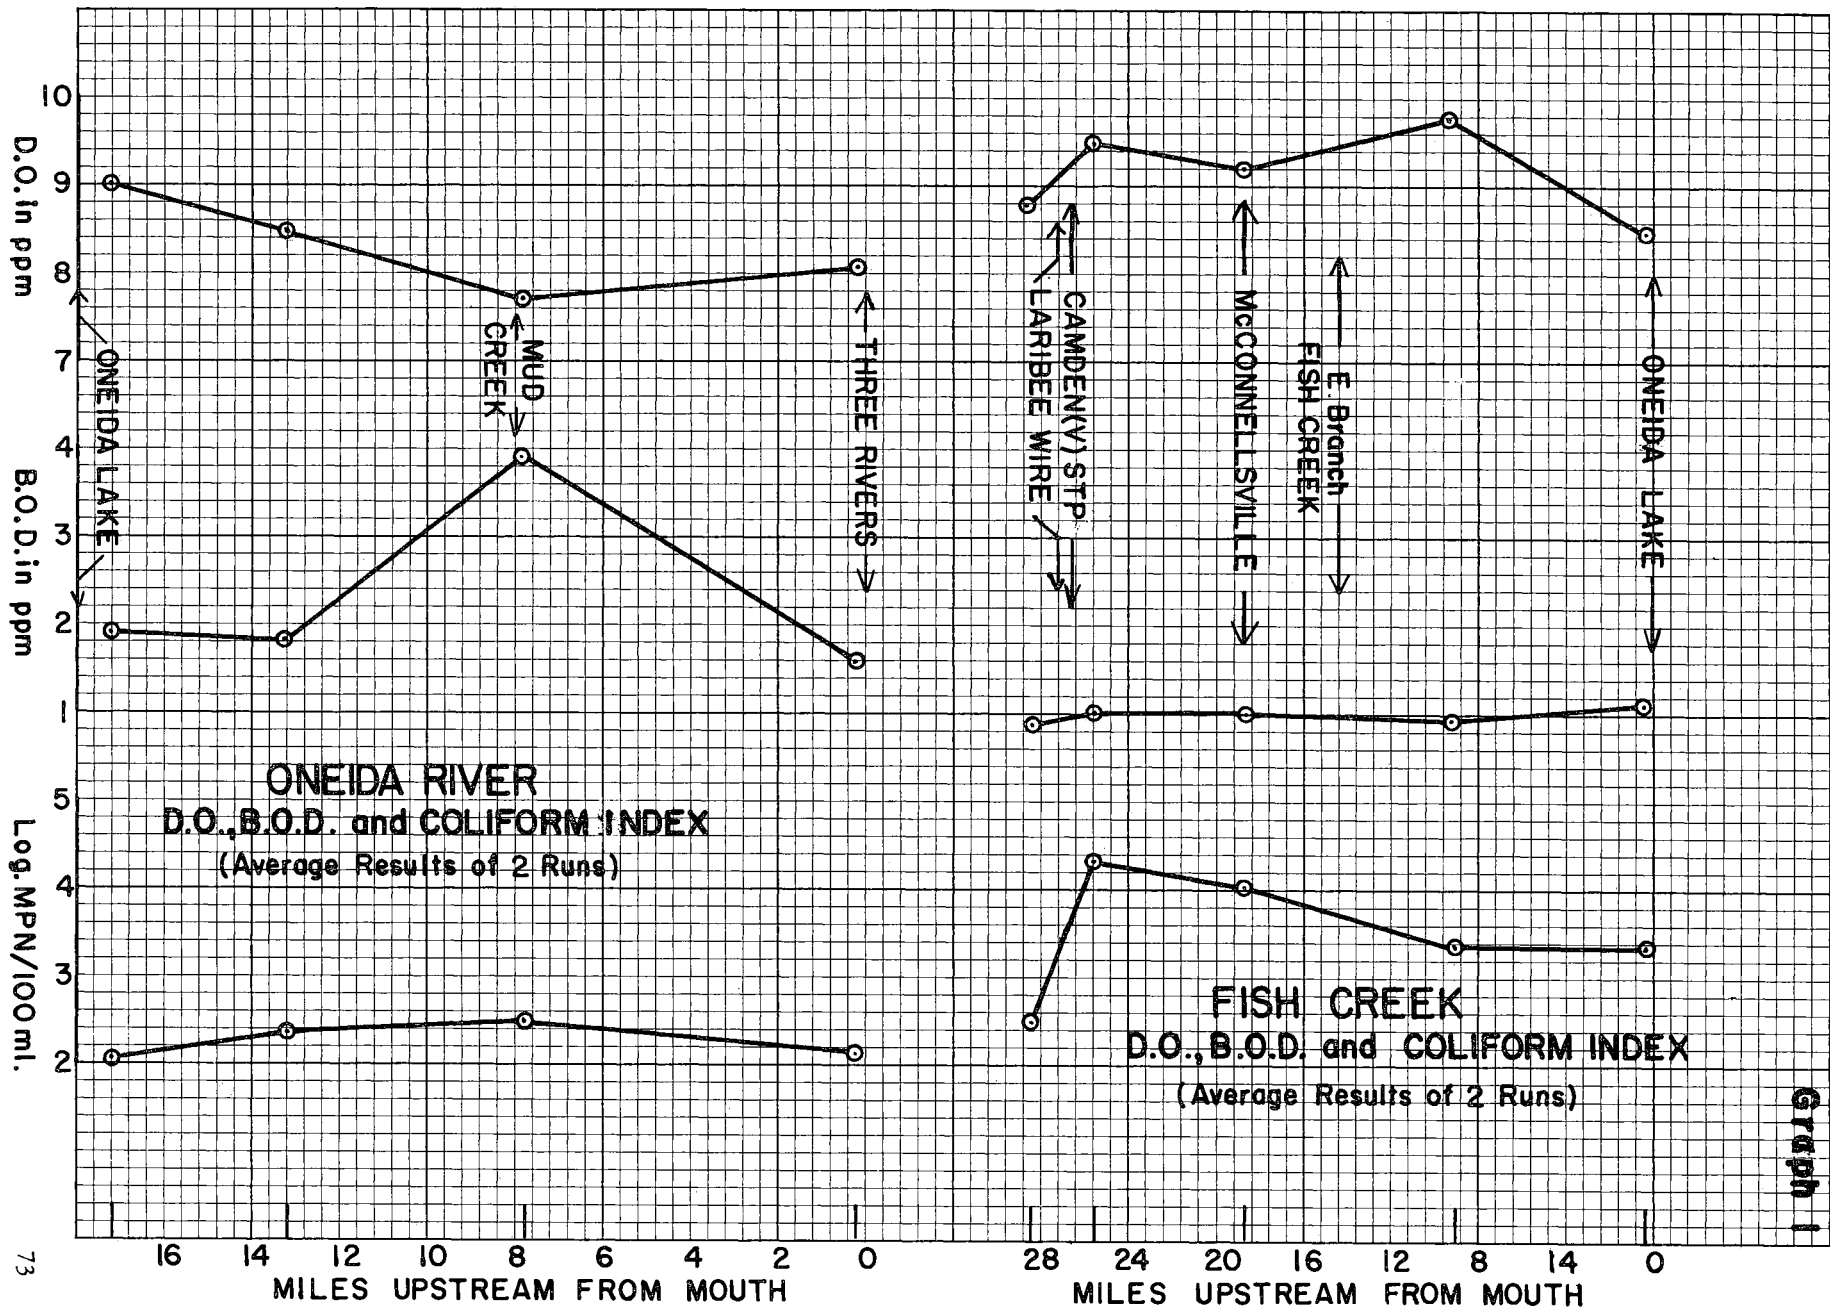 10
9
8
7
4
3
2
1
5
4
3
2
D.O. in ppm
B.O.D. in ppm
Log. MPN/100 ml.
ONEIDA LAKE
MUD
CREEK
THREE RIVERS
LARIBEE WIRE
CAMDEN(V) STP
McCONNELLSVILLE
E. Branch
FISH CREEK
ONEIDA LAKE
ONEIDA RIVER
D.O., B.O.D. and COLIFORM INDEX
(Average Results of 2 Runs)
FISH CREEK
D.O., B.O.D. and COLIFORM INDEX
(Average Results of 2 Runs)
Graph I
16 14 12 10 8 6 4 2 0
MILES UPSTREAM FROM MOUTH
28 24 20 16 12 8 14 0
MILES UPSTREAM FROM MOUTH
73